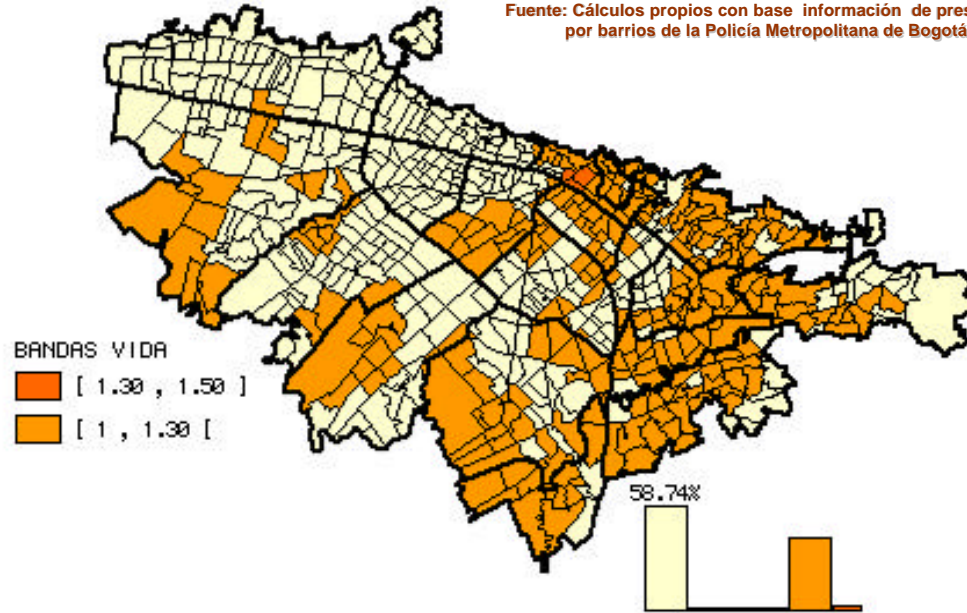 Fuente: Cálculos propios con base información de pres
por barrios de la Policía Metropolitana de Bogotá
BANDAS VIDA
[ 1.30 , 1.50 ]
[ 1 , 1.30 [
58.74%